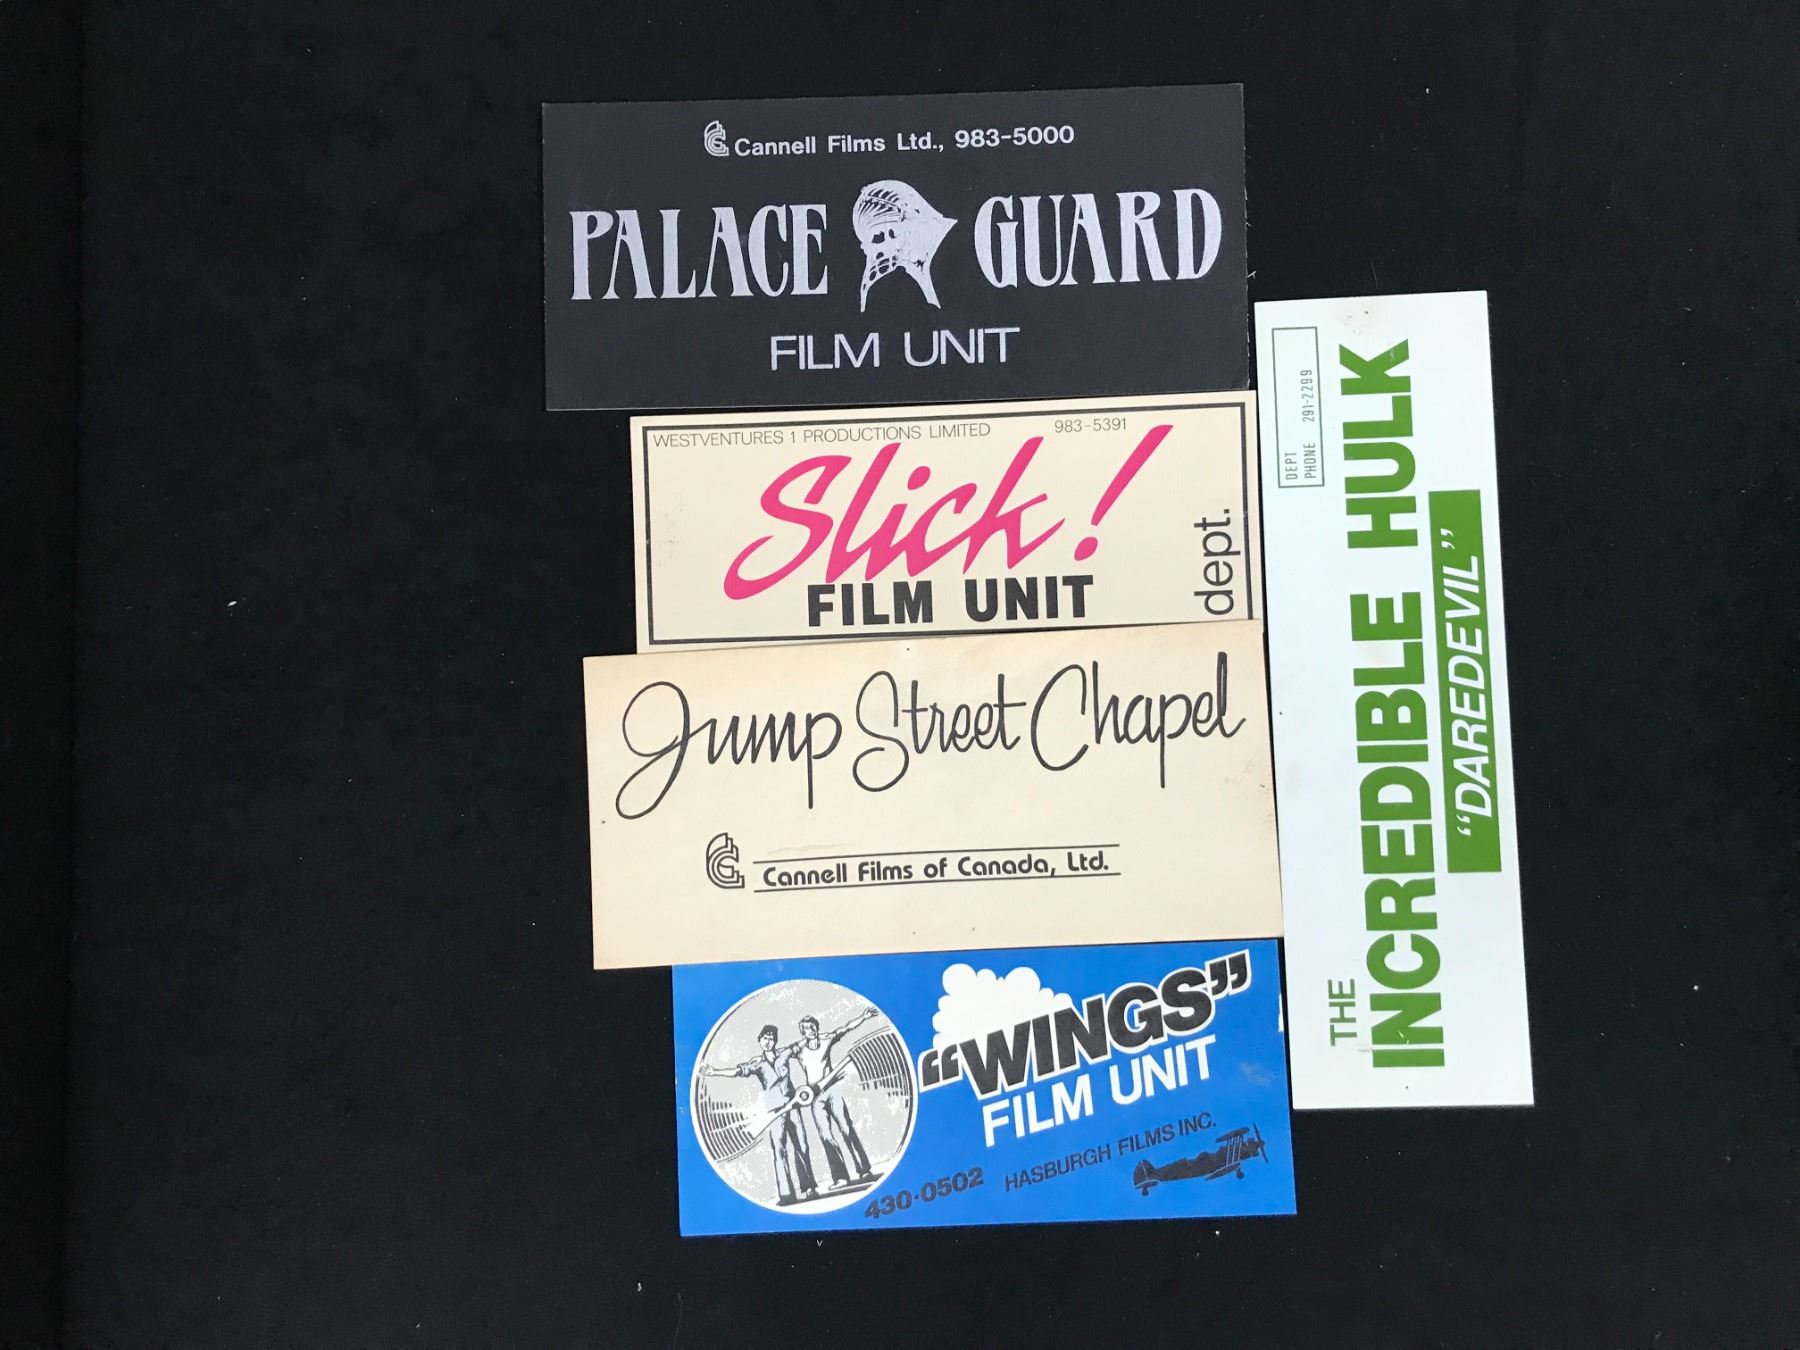 Cannell Films Ltd., 983-5000
PALACE GUARD
FILM UNIT
WESTVENTURES 1 PRODUCTIONS LIMITED 983-5391
Slick!
FILM UNIT
dept.
Jump Street Chapel
Cannell Films of Canada, Ltd.
"WINGS"
FILM UNIT
430·0502 HASBURGH FILMS INC.
DEPT
PHONE 291-2299
THE INCREDIBLE HULK
"DAREDEVIL"